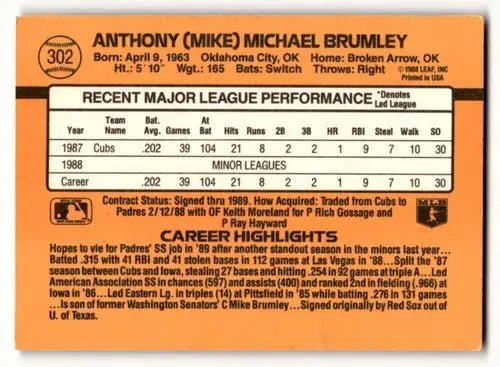 302
ANTHONY (MIKE) MICHAEL BRUMLEY
Born: April 9, 1963 Oklahoma City, OK Home: Broken Arrow, OK
Ht.: 5' 10" Wgt.: 165 Bats: Switch Throws: Right
© 1988 LEAF, INC
Printed in USA
RECENT MAJOR LEAGUE PERFORMANCE *Denotes Led League
Year Team Name Bat. Avg. Games At Bat Hits Runs 2B 3B HR RBI Steal Walk SO
1987 Cubs .202 39 104 21 8 2 2 1 9 7 10 30
1988 MINOR LEAGUES
Career .202 39 104 21 8 2 2 1 9 7 10 30
Contract Status: Signed thru 1989. How Acquired: Traded from Cubs to
Padres 2/12/88 with OF Keith Moreland for P Rich Gossage and
P Ray Hayward
MLB
CAREER HIGHLIGHTS
Hopes to vie for Padres' SS job in '89 after another standout season in the minors last year...
Batted .315 with 41 RBI and 41 stolen bases in 112 games at Las Vegas in '88...Split the '87
season between Cubs and Iowa, stealing 27 bases and hitting .254 in 92 games at triple A...Led
American Association SS in chances (597) and assists (400) and ranked 2nd in fielding (.966) at
Iowa in '86...Led Eastern Lg. in triples (14) at Pittsfield in '85 while batting .276 in 131 games
...Is son of former Washington Senators' C Mike Brumley...Signed originally by Red Sox out of
U. of Texas.